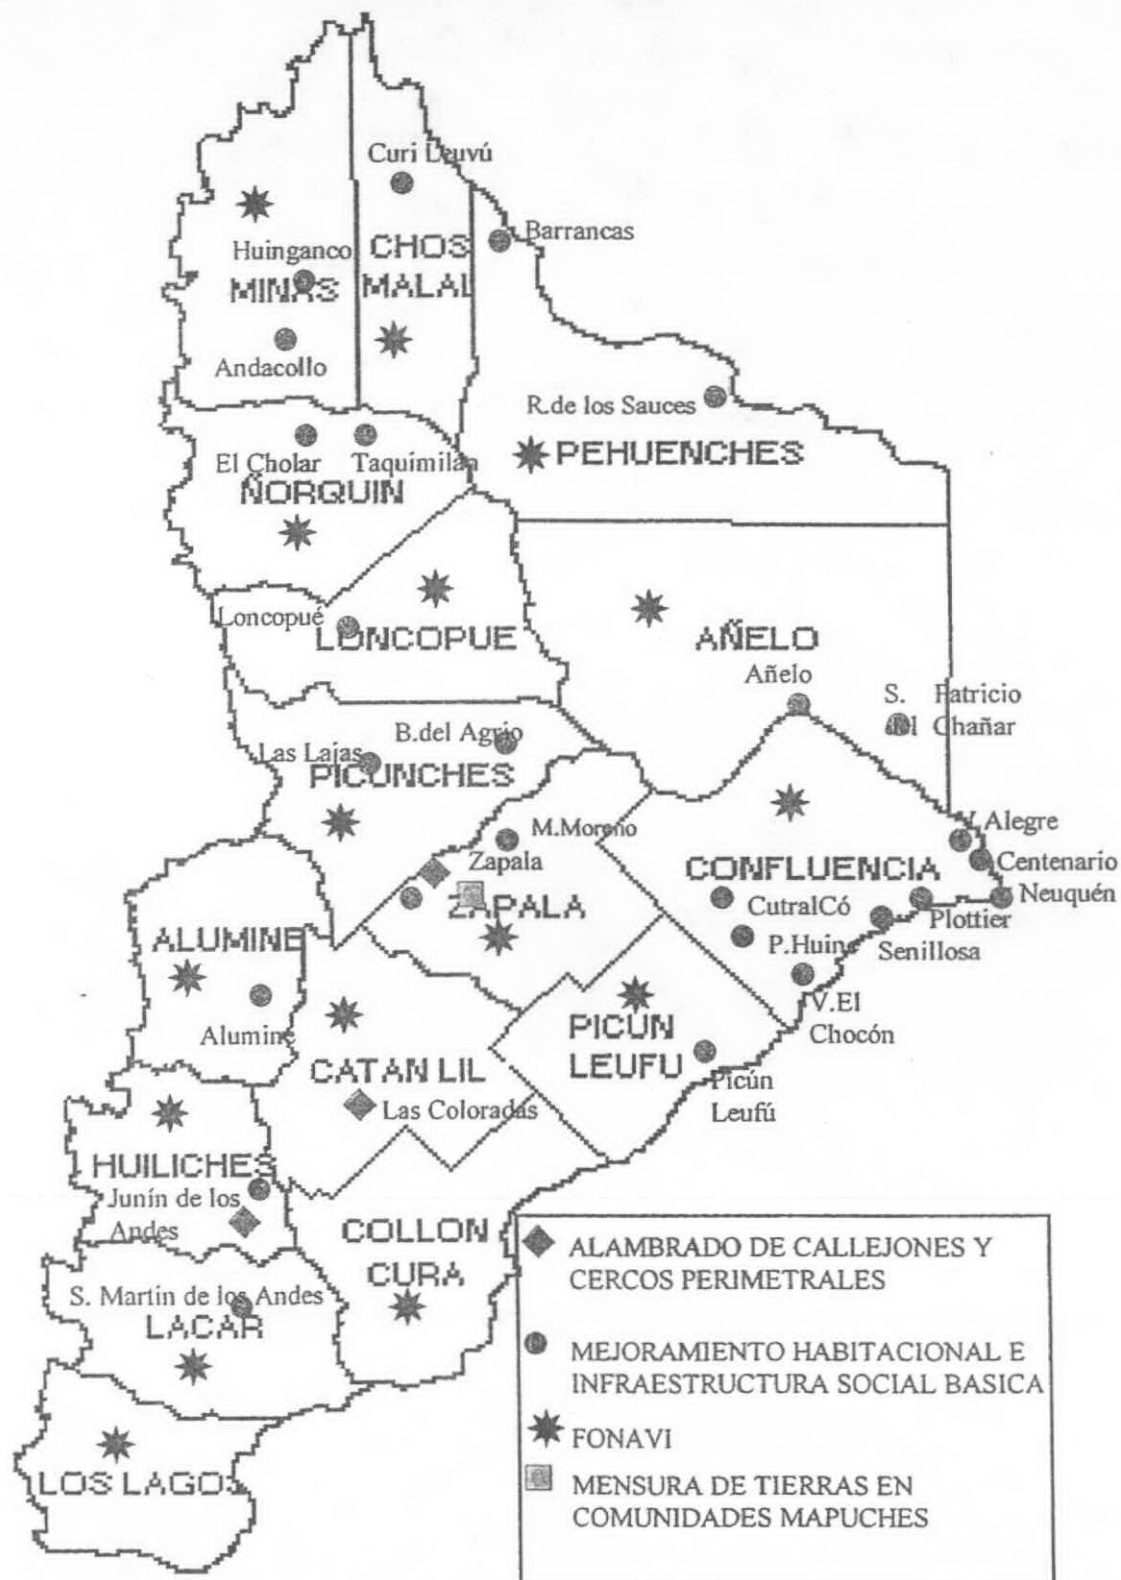 Curi Leuvú
Barrancas
CHOS
MALAL
Huinganco
MINAS
Andacollo
R.de los Sauces
PEHUENCHES
El Cholar
Taquimilán
ÑORQUIN
Loncopué
LONCOPUE
AÑELO
Añelo
S. Patricio
del Chañar
B.del Agrio
Las Lajas
PICUNCHES
M.Moreno
V. Alegre
Zapala
CONFLUENCIA
Centenario
ZAPALA
CutralCó
Neuquén
Plottier
ALUMINE
P.Huinc
Senillosa
Alumine
V.El
Chocón
PICUN
LEUFU
CATAN LIL
Picún
Leufú
Las Coloradas
HUILICHES
Junín de los
Andes
COLLON
CURA
S. Martin de los Andes
LACAR
LOS LAGOS
ALAMBRADO DE CALLEJONES Y
CERCOS PERIMETRALES
MEJORAMIENTO HABITACIONAL E
INFRAESTRUCTURA SOCIAL BASICA
FONAVI
MENSURA DE TIERRAS EN
COMUNIDADES MAPUCHES